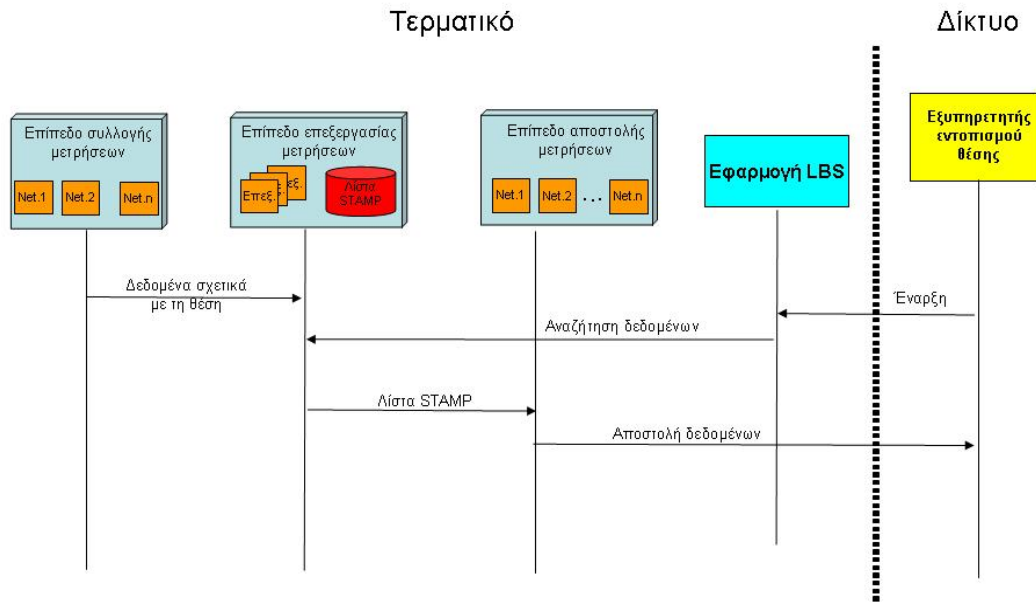 Τερματικό
Δίκτυο
Επίπεδο συλλογής
μετρήσεων
Net.1
Net.2
Net.n
Επίπεδο επεξεργασίας
μετρήσεων
Επεξ.
Λίστα
STAMP
Επίπεδο αποστολής
μετρήσεων
Net.1
Net.2
...
Net.n
Εφαρμογή LBS
Εξυπηρετητής
εντοπισμού
θέσης
Δεδομένα σχετικά
με τη θέση
Έναρξη
Αναζήτηση δεδομένων
Λίστα STAMP
Αποστολή δεδομένων